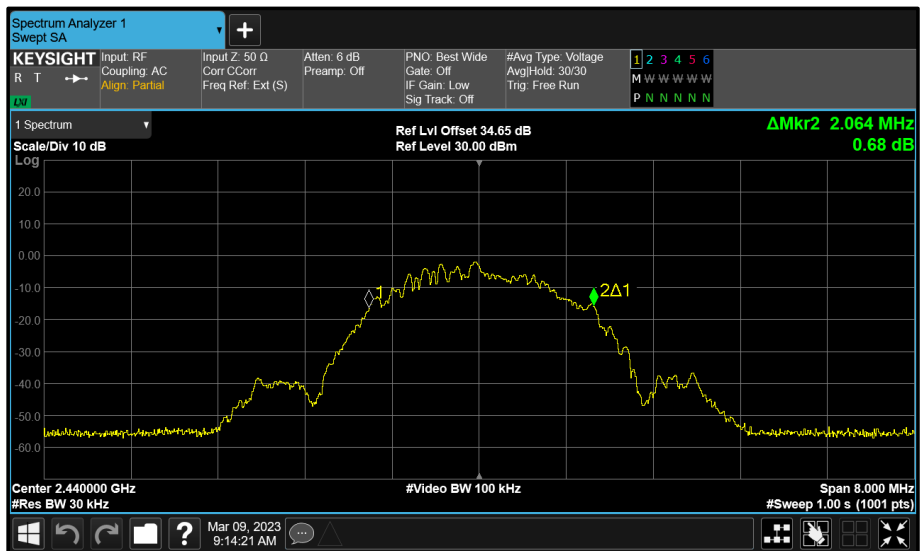 Spectrum Analyzer 1
Swept SA
+
KEYSIGHT
R T
LXI
Input: RF
Coupling: AC
Align: Partial
Input Z: 50 Ω
Corr CCorr
Freq Ref: Ext (S)
Atten: 6 dB
Preamp: Off
PNO: Best Wide
Gate: Off
IF Gain: Low
Sig Track: Off
#Avg Type: Voltage
Avg|Hold: 30/30
Trig: Free Run
1 2 3 4 5 6
M W W W W W
P N N N N N
1 Spectrum
Scale/Div 10 dB
Ref Lvl Offset 34.65 dB
Ref Level 30.00 dBm
ΔMkr2 2.064 MHz
0.68 dB
Log
20.0
10.0
0.00
-10.0
-20.0
-30.0
-40.0
-50.0
-60.0
1
2Δ1
Center 2.440000 GHz
#Res BW 30 kHz
#Video BW 100 kHz
Span 8.000 MHz
#Sweep 1.00 s (1001 pts)
?
Mar 09, 2023
9:14:21 AM